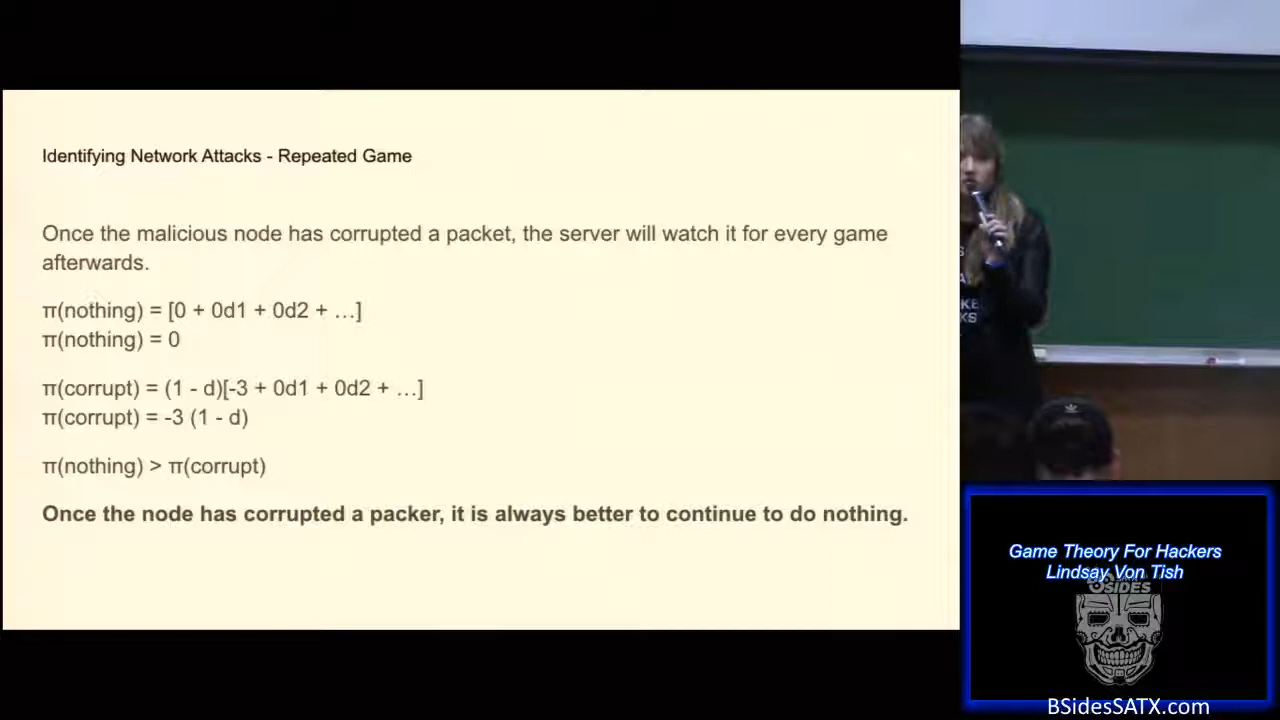 Identifying Network Attacks - Repeated Game
Once the malicious node has corrupted a packet, the server will watch it for every game
afterwards.
π(nothing) = [0 + 0d1 + 0d2 + …]
π(nothing) = 0
π(corrupt) = (1 - d)[-3 + 0d1 + 0d2 + …]
π(corrupt) = -3 (1 - d)
π(nothing) > π(corrupt)
Once the node has corrupted a packer, it is always better to continue to do nothing.
Game Theory For Hackers
Lindsay Von Tish
BSIDES
BSidesSATX.com